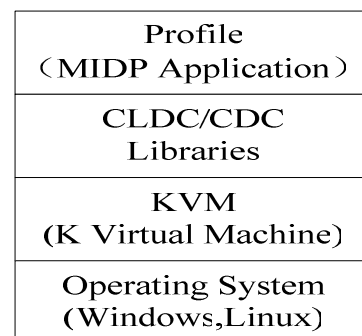 Profile
（MIDP Application）
CLDC/CDC
Libraries
KVM
(K Virtual Machine)
Operating System
(Windows,Linux)